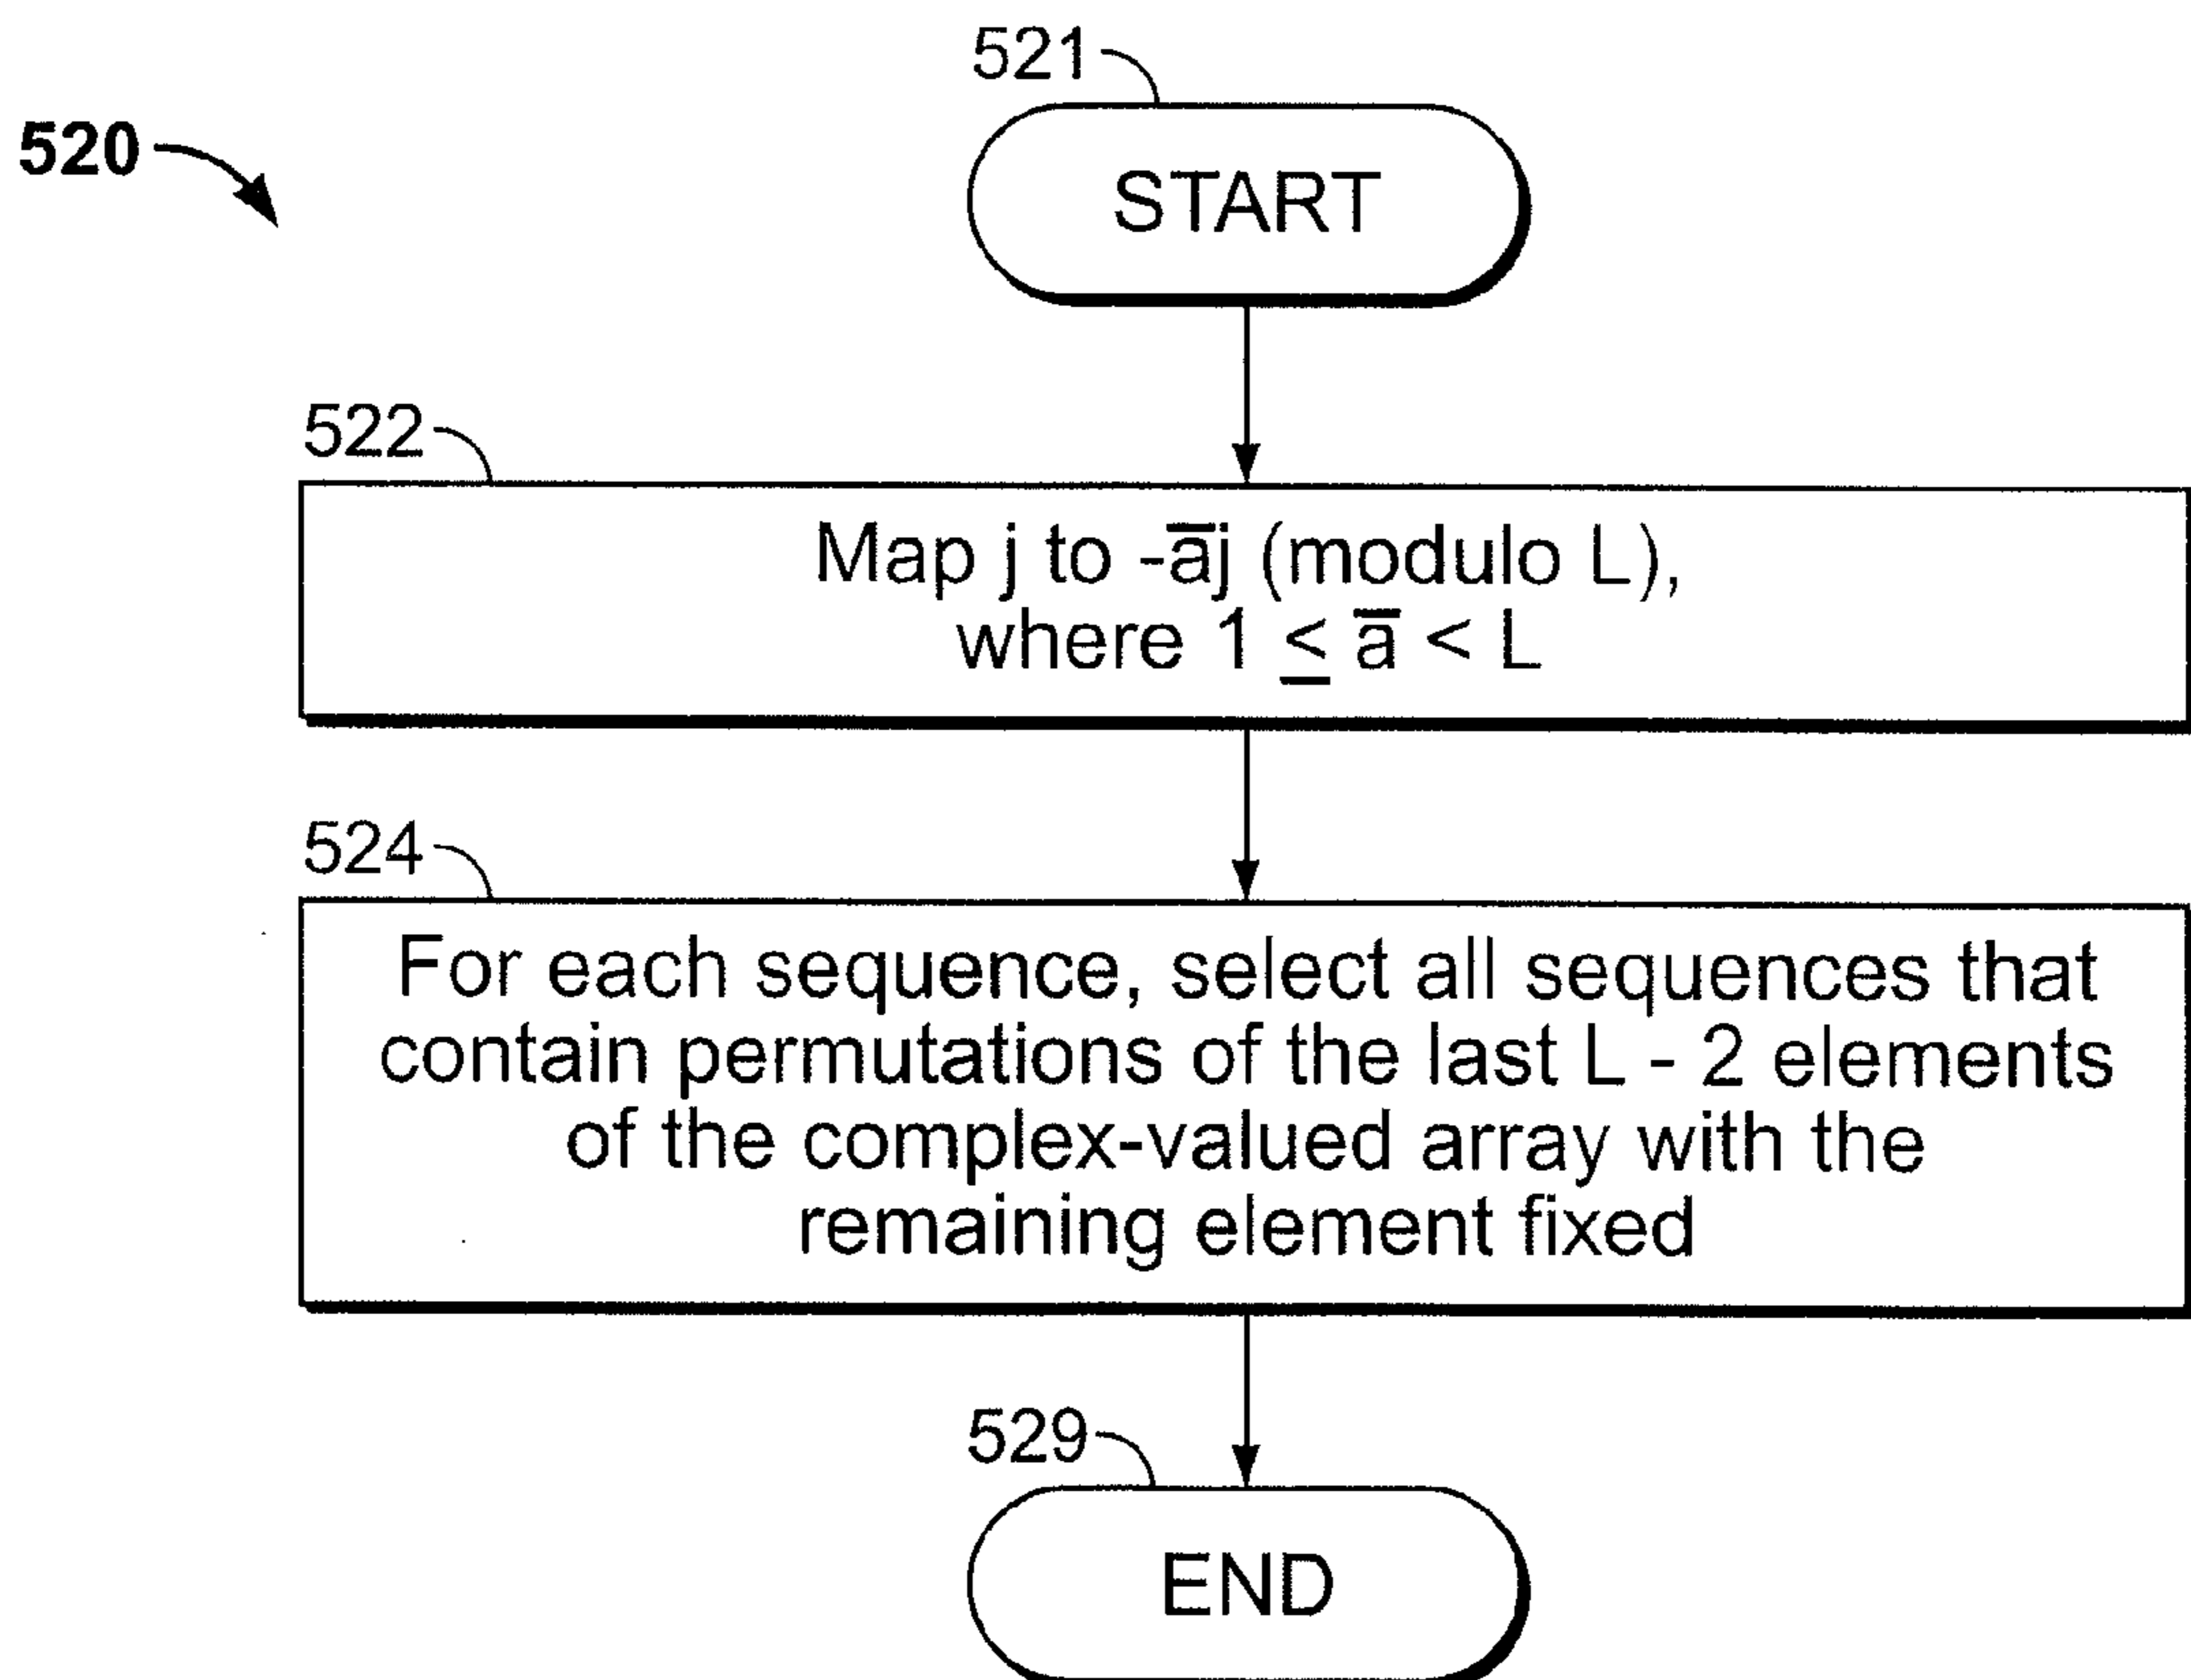 521
520
START
522
Map j to -a̅j (modulo L),
where 1 ≤ a̅ < L
524
For each sequence, select all sequences that
contain permutations of the last L - 2 elements
of the complex-valued array with the
remaining element fixed
529
END